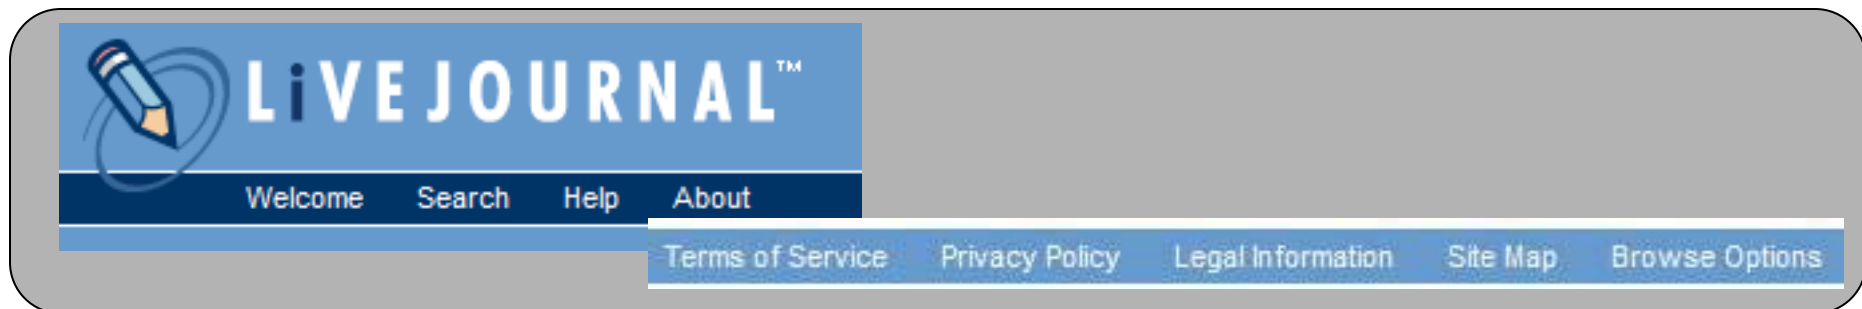 LiVEJOURNAL™
Welcome Search Help About
Terms of Service Privacy Policy Legal Information Site Map Browse Options